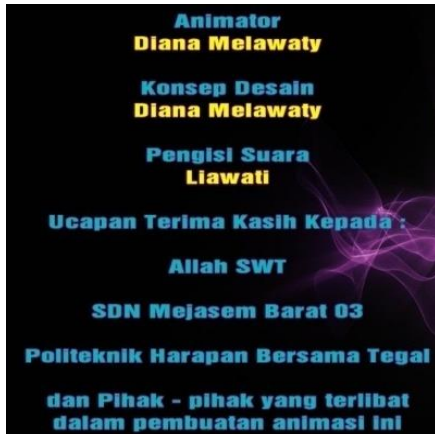 Animator
Diana Melawaty
Konsep Desain
Diana Melawaty
Pengisi Suara
Liawati
Ucapan Terima Kasih Kepada :
Allah SWT
SDN Mejasem Barat 03
Politeknik Harapan Bersama Tegal
dan Pihak - pihak yang terlibat
dalam pembuatan animasi ini